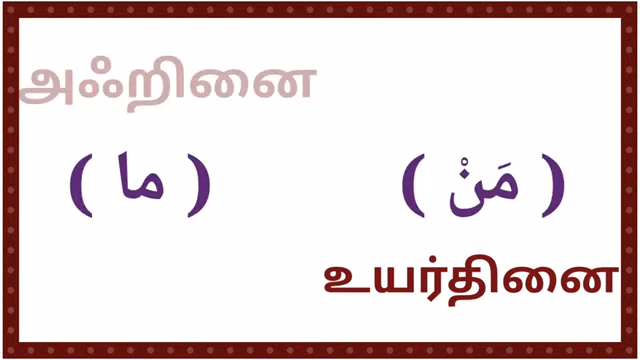 அஃறினை
( ما ) ( مَنْ )
உயர்தினை